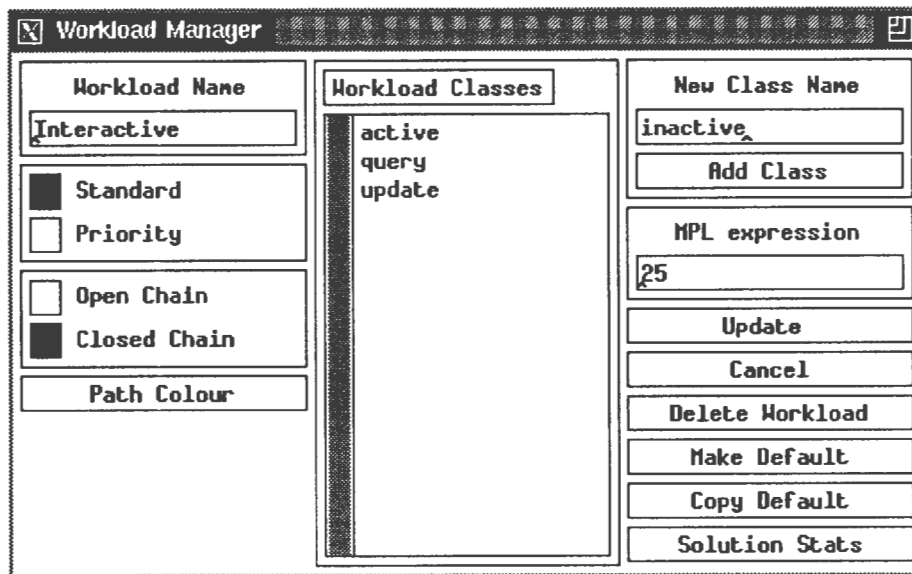 Workload Manager
Workload Name
Interactive
Standard
Priority
Open Chain
Closed Chain
Path Colour
Workload Classes
active
query
update
New Class Name
inactive
Add Class
MPL expression
25
Update
Cancel
Delete Workload
Make Default
Copy Default
Solution Stats